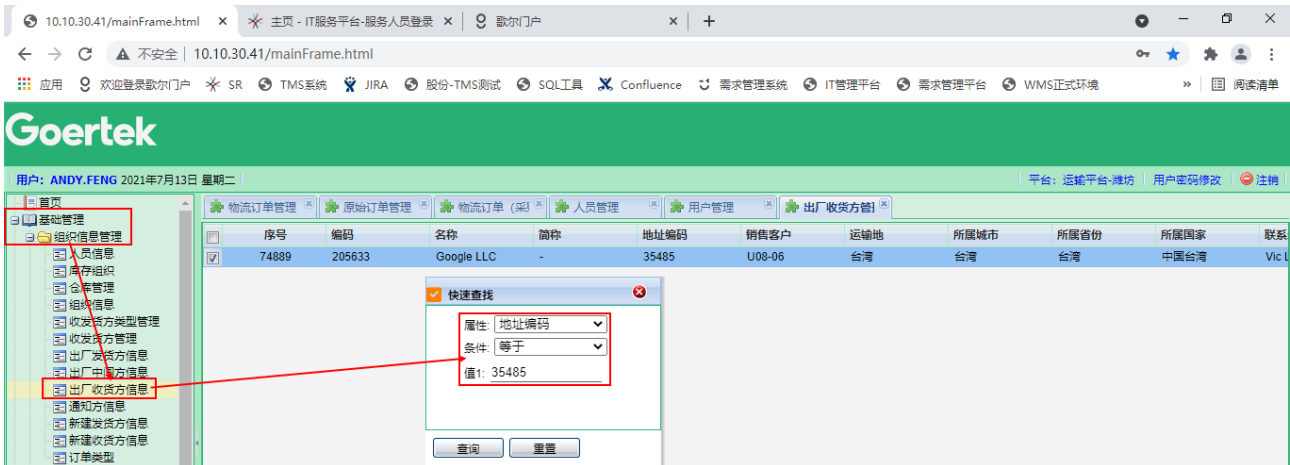 10.10.30.41/mainFrame.html 主页 - IT服务平台-服务人员登录 歌尔门户
不安全 10.10.30.41/mainFrame.html
应用 欢迎登录歌尔门户 SR TMS系统 JIRA 股份-TMS测试 SQL工具 Confluence 需求管理系统 IT管理平台 需求管理平台 WMS正式环境 » 阅读清单
Goertek
用户：ANDY.FENG 2021年7月13日 星期二 平台：运输平台-潍坊 用户密码修改 注销
首页
基础管理
组织信息管理
人员信息
库存组织
仓库管理
组织信息
收发货方类型管理
收发货方管理
出厂发货方信息
出厂中间方信息
出厂收货方信息
通知方信息
新建发货方信息
新建收货方信息
订单类型
物流订单管理 原始订单管理 物流订单（采 人员管理 用户管理 出厂收货方管
序号 编码 名称 简称 地址编码 销售客户 运输地 所属城市 所属省份 所属国家 联系
74889 205633 Google LLC - 35485 U08-06 台湾 台湾 台湾 中国台湾 Vic L
快速查找
属性: 地址编码
条件: 等于
值1: 35485
查询 重置